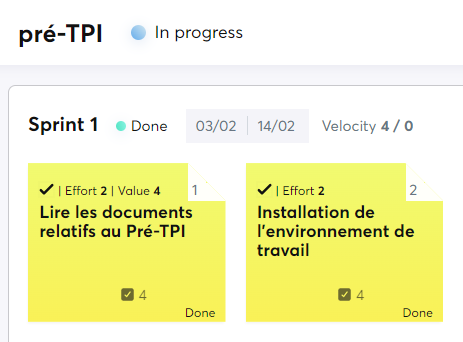 pré-TPI In progress
Sprint 1 Done 03/02 14/02 Velocity 4 / 0
| Effort 2 | Value 4 1
Lire les documents
relatifs au Pré-TPI
4
Done
| Effort 2 2
Installation de
l'environnement de
travail
4
Done